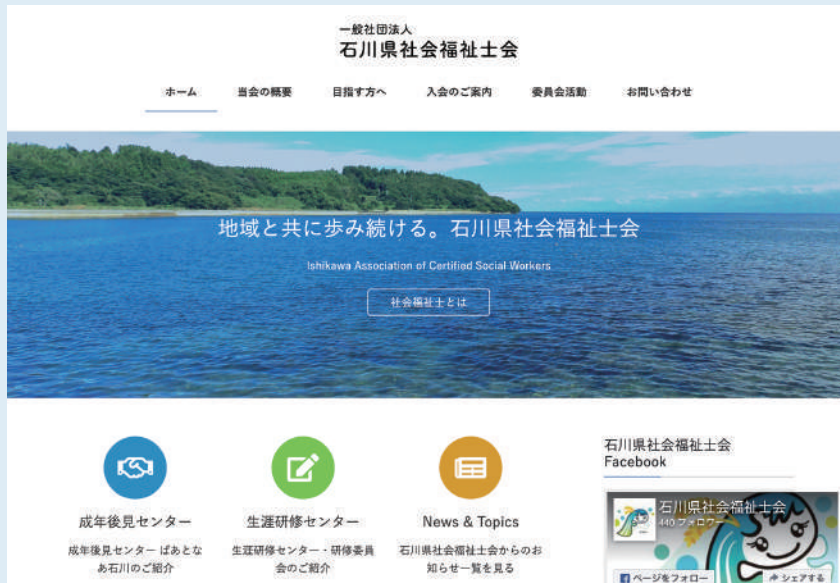 一般社団法人
石川県社会福祉士会
ホーム 当会の概要 目指す方へ 入会のご案内 委員会活動 お問い合わせ
地域と共に歩み続ける。石川県社会福祉士会
Ishikawa Association of Certified Social Workers
社会福祉士とは
成年後見センター
成年後見センター ぱあとな
あ石川のご紹介
生涯研修センター
生涯研修センター・研修委員
会のご紹介
News & Topics
石川県社会福祉士会からのお
知らせ一覧を見る
石川県社会福祉士会
Facebook
石川県社会福祉士会
440 フォロワー
ページをフォロー
シェアする